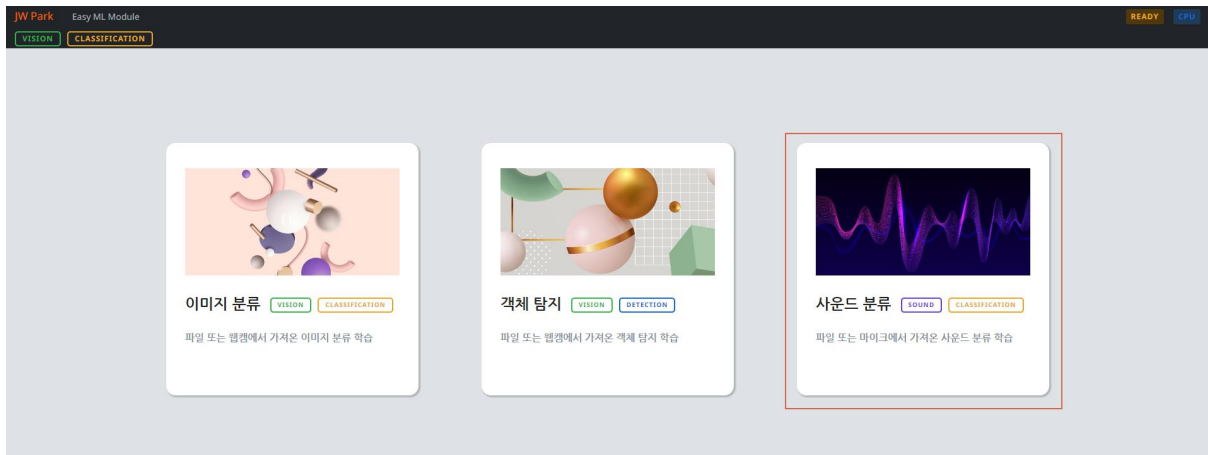 JW Park Easy ML Module READY CPU
VISION CLASSIFICATION
이미지 분류 VISION CLASSIFICATION
파일 또는 웹캠에서 가져온 이미지 분류 학습
객체 탐지 VISION DETECTION
파일 또는 웹캠에서 가져온 객체 탐지 학습
사운드 분류 SOUND CLASSIFICATION
파일 또는 마이크에서 가져온 사운드 분류 학습